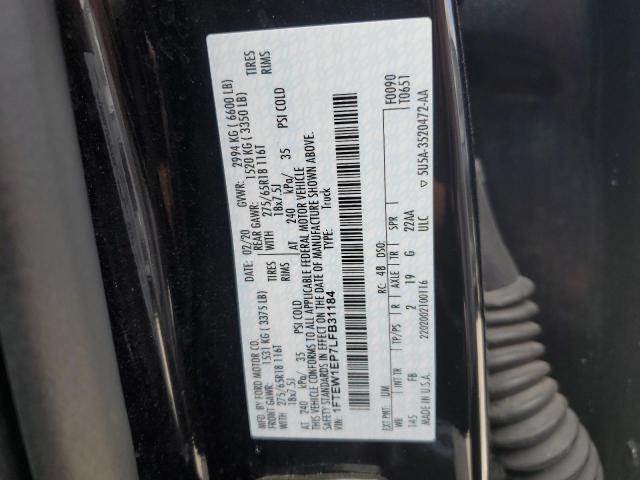 MFD. BY FORD MOTOR CO.
DATE: 02/20 GVWR: 2994 KG ( 6600 LB)
FRONT GAWR: 1531 KG ( 3375 LB) REAR GAWR: 1520 KG ( 3350 LB)
WITH 275/65R18 116T TIRES WITH 275/65R18 116T TIRES
18x7.5J RIMS 18x7.5J RIMS
AT 240 kPa/ 35 PSI COLD AT 240 kPa/ 35 PSI COLD
THIS VEHICLE CONFORMS TO ALL APPLICABLE FEDERAL MOTOR VEHICLE
SAFETY STANDARDS IN EFFECT ON THE DATE OF MANUFACTURE SHOWN ABOVE.
VIN: 1FTEW1EP7LFB31184 TYPE: Truck
F0090
T0651
EXT PNT: UM RC: 48 DSO:
WB INT TR TP/PS R AXLE TR SPR
145 FB 2 19 G 22AA
MADE IN U.S.A. 2202002100116 ULC
▽ 5U5A-3520472-AA